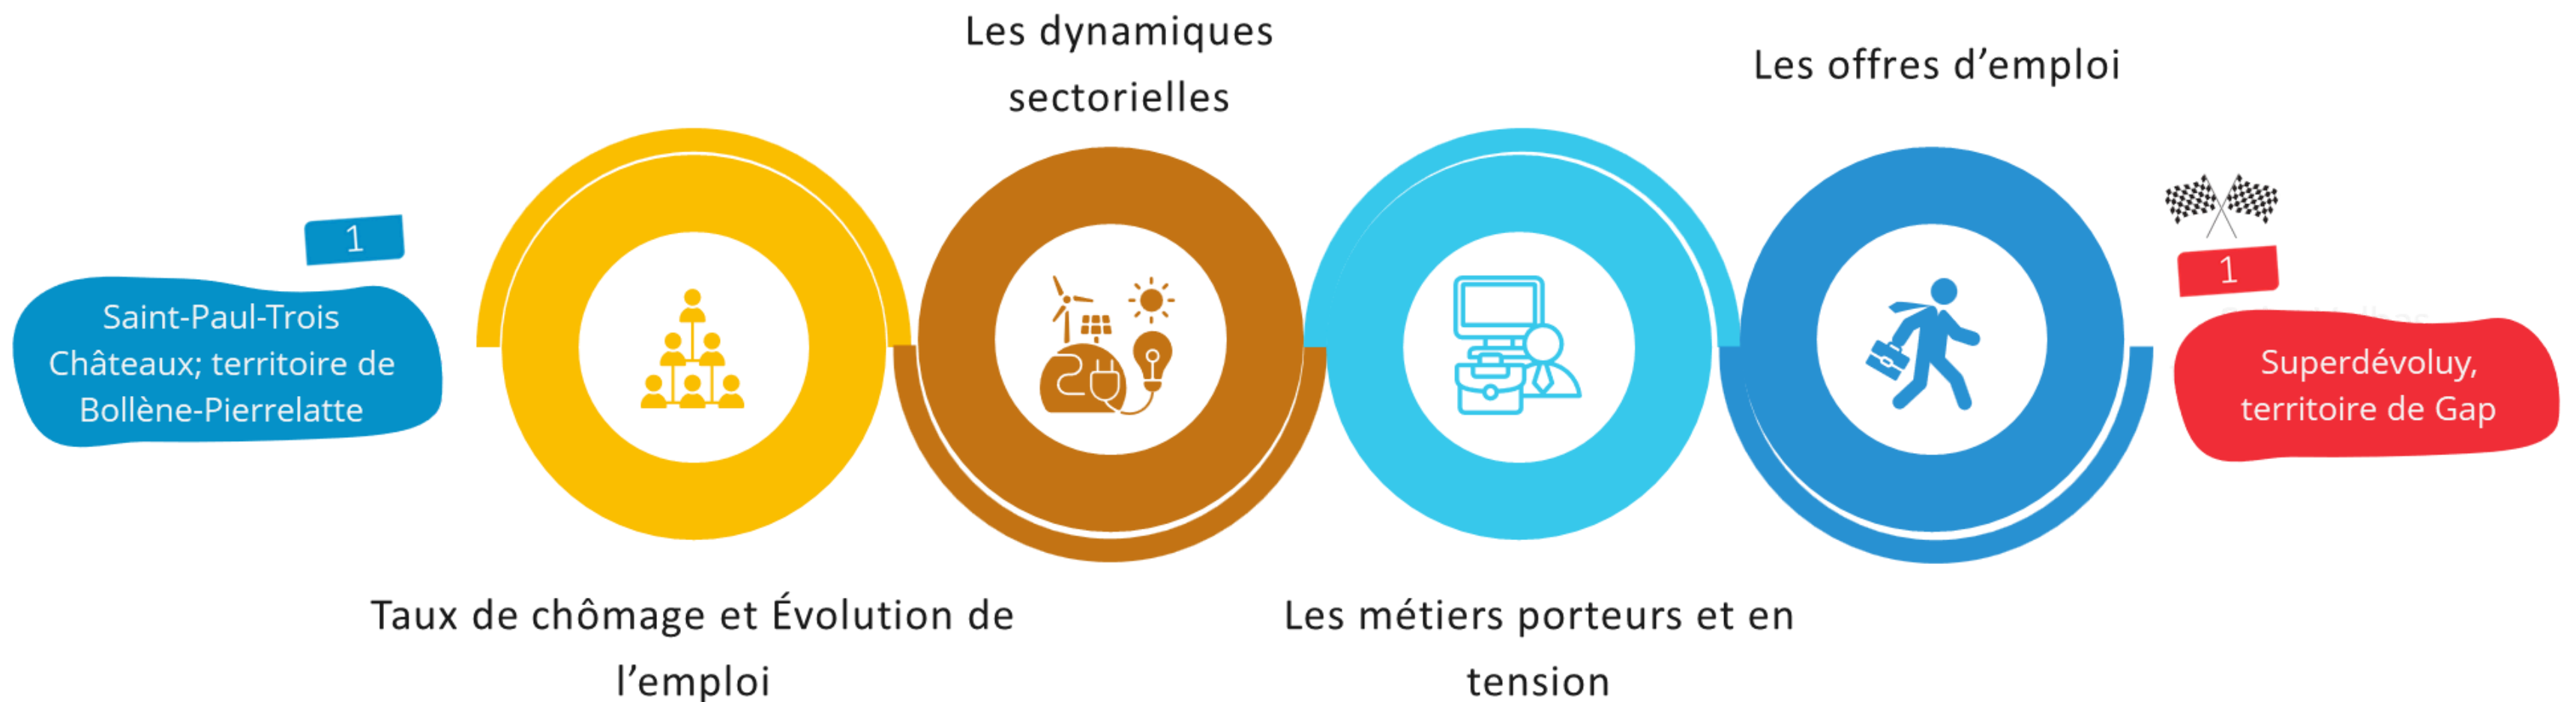 Les dynamiques
sectorielles
Les offres d’emploi
1
Saint-Paul-Trois
Châteaux; territoire de
Bollène-Pierrelatte
1
Superdévoluy,
territoire de Gap
Taux de chômage et Évolution de
l’emploi
Les métiers porteurs et en
tension